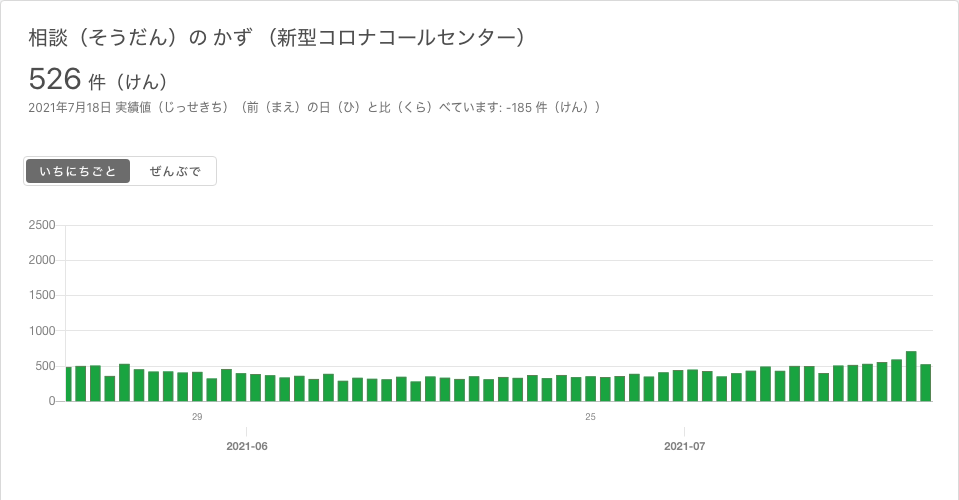 相談（そうだん）の かず （新型コロナコールセンター）
526 件（けん）
2021年7月18日 実績値（じっせきち）（前（まえ）の日（ひ）と比（くら）べています: -185 件（けん））
いちにちごと ぜんぶで
2500
2000
1500
1000
500
0
29 25
2021-06 2021-07